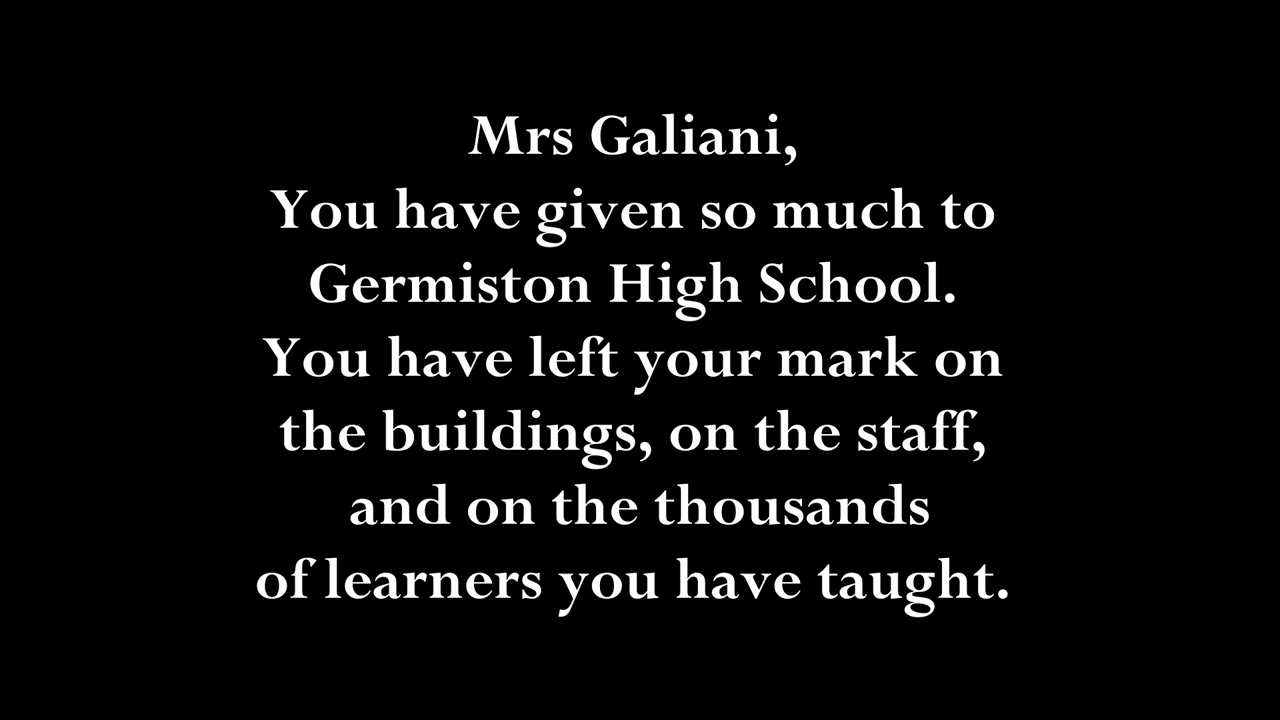 Mrs Galiani,
You have given so much to
Germiston High School.
You have left your mark on
the buildings, on the staff,
and on the thousands
of learners you have taught.